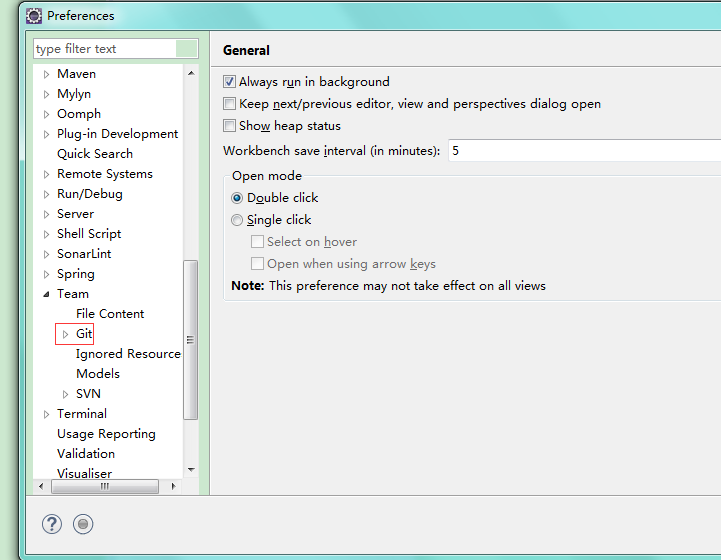 Preferences
type filter text
Maven
Mylyn
Oomph
Plug-in Development
Quick Search
Remote Systems
Run/Debug
Server
Shell Script
SonarLint
Spring
Team
File Content
Git
Ignored Resource
Models
SVN
Terminal
Usage Reporting
Validation
Visualiser
General
Always run in background
Keep next/previous editor, view and perspectives dialog open
Show heap status
Workbench save interval (in minutes): 5
Open mode
Double click
Single click
Select on hover
Open when using arrow keys
Note: This preference may not take effect on all views